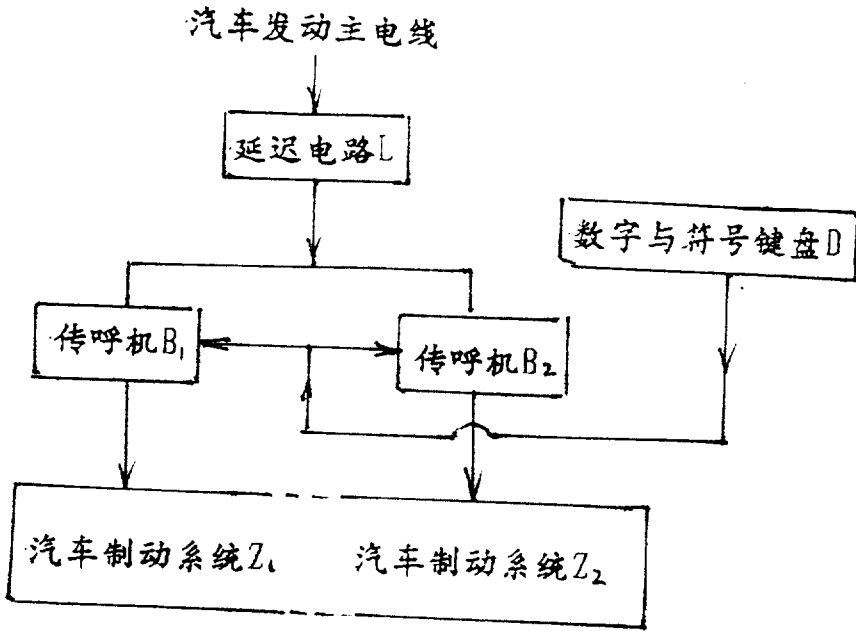 汽车发动主电线
延迟电路L
数字与符号键盘D
传呼机B₁
传呼机B₂
汽车制动系统Z₁
汽车制动系统Z₂